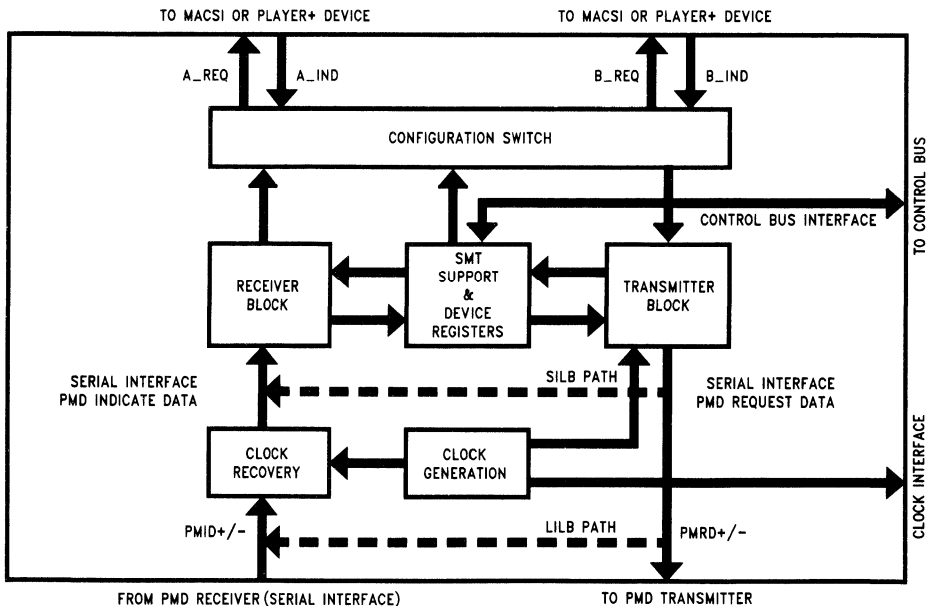 TO MACSI OR PLAYER+ DEVICE
TO MACSI OR PLAYER+ DEVICE
A_REQ
A_IND
B_REQ
B_IND
CONFIGURATION SWITCH
TO CONTROL BUS
CONTROL BUS INTERFACE
RECEIVER
BLOCK
SMT
SUPPORT
&
DEVICE
REGISTERS
TRANSMITTER
BLOCK
SERIAL INTERFACE
PMD INDICATE DATA
SILB PATH
SERIAL INTERFACE
PMD REQUEST DATA
CLOCK
RECOVERY
CLOCK
GENERATION
CLOCK INTERFACE
PMID+/-
LILB PATH
PMRD+/-
FROM PMD RECEIVER (SERIAL INTERFACE)
TO PMD TRANSMITTER